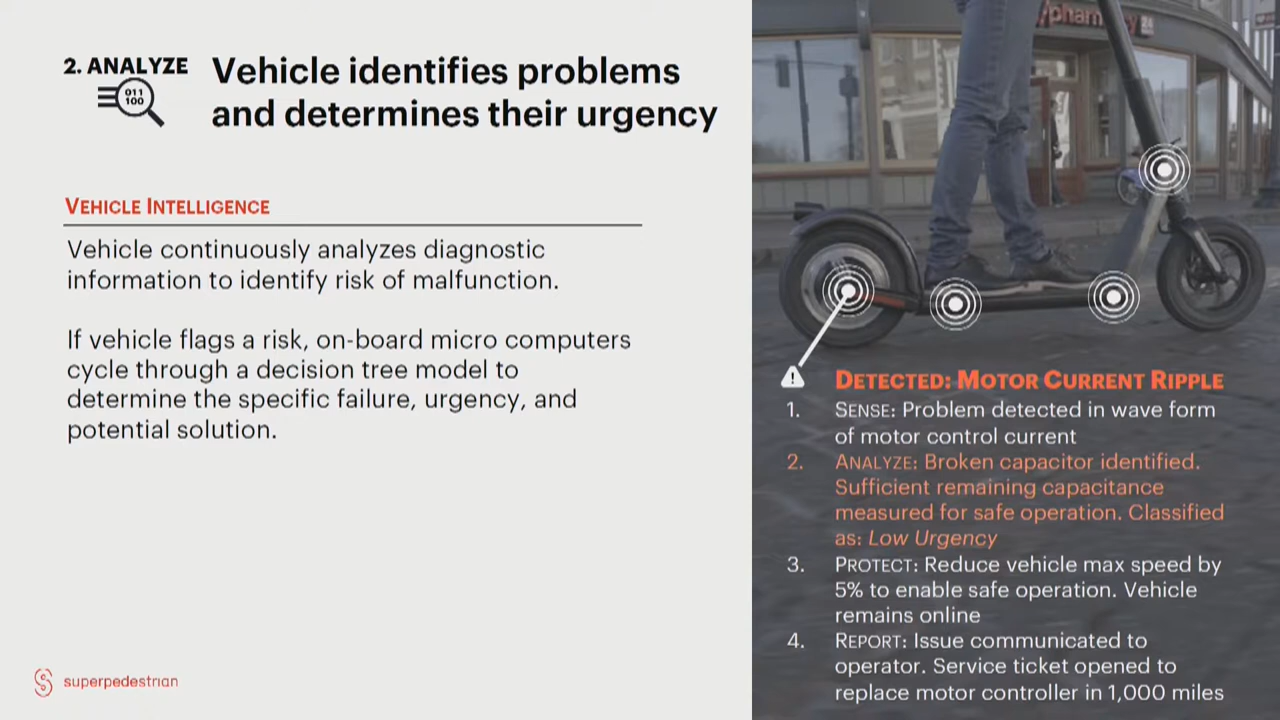 2. ANALYZE
011
100
Vehicle identifies problems
and determines their urgency
VEHICLE INTELLIGENCE
Vehicle continuously analyzes diagnostic
information to identify risk of malfunction.
If vehicle flags a risk, on-board micro computers
cycle through a decision tree model to
determine the specific failure, urgency, and
potential solution.
superpedestrian
pharmacy
!
DETECTED: MOTOR CURRENT RIPPLE
1. SENSE: Problem detected in wave form
of motor control current
2. ANALYZE: Broken capacitor identified.
Sufficient remaining capacitance
measured for safe operation. Classified
as: Low Urgency
3. PROTECT: Reduce vehicle max speed by
5% to enable safe operation. Vehicle
remains online
4. REPORT: Issue communicated to
operator. Service ticket opened to
replace motor controller in 1,000 miles